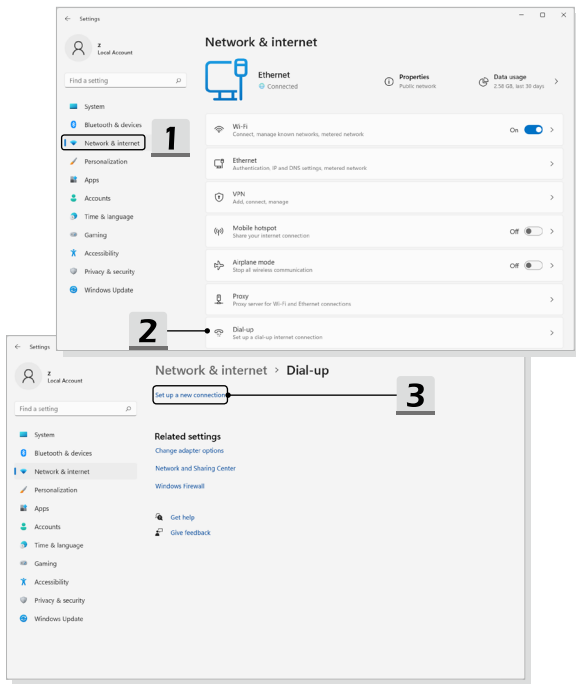 Settings
z
Local Account
Find a setting
System
Bluetooth & devices
Network & internet
Personalization
Apps
Accounts
Time & language
Gaming
Accessibility
Privacy & security
Windows Update
Network & internet
Ethernet
Connected
Properties
Public network
Data usage
2.58 GB, last 30 days
Wi-Fi
Connect, manage known networks, metered network
On
Ethernet
Authentication, IP and DNS settings, metered network
VPN
Add, connect, manage
Mobile hotspot
Share your internet connection
Off
Airplane mode
Stop all wireless communication
Off
Proxy
Proxy server for Wi-Fi and Ethernet connections
Dial-up
Set up a dial-up internet connection
1
2
Settings
z
Local Account
Find a setting
System
Bluetooth & devices
Network & internet
Personalization
Apps
Accounts
Time & language
Gaming
Accessibility
Privacy & security
Windows Update
Network & internet > Dial-up
Set up a new connection
3
Related settings
Change adapter options
Network and Sharing Center
Windows Firewall
Get help
Give feedback